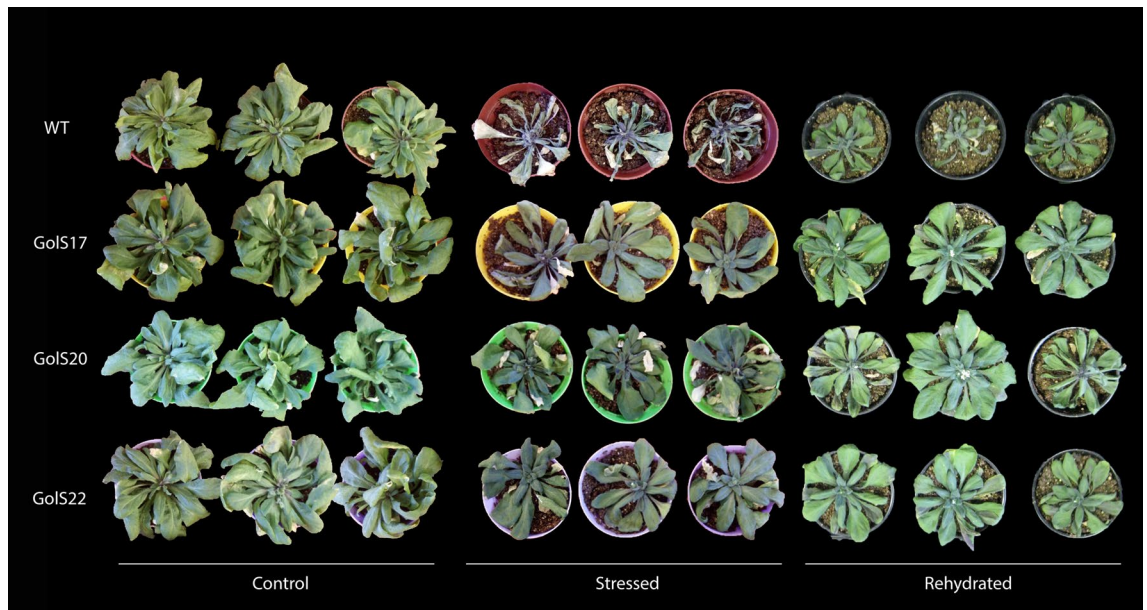 WT
GolS17
GolS20
GolS22
Control
Stressed
Rehydrated